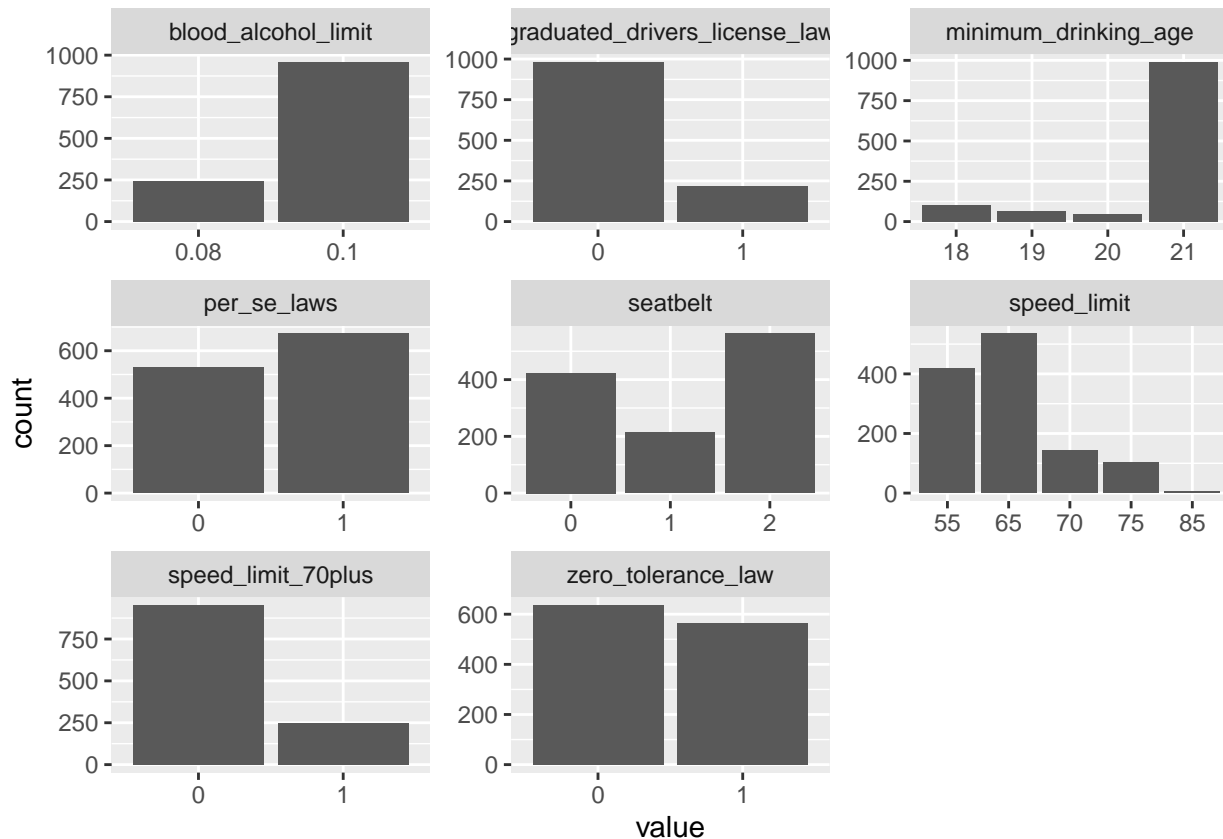 blood_alcohol_limit
1000
750
500
250
0
0.08 0.1
graduated_drivers_license_law
1000
750
500
250
0
0 1
minimum_drinking_age
1000
750
500
250
0
18 19 20 21
count
per_se_laws
600
400
200
0
0 1
seatbelt
400
200
0
0 1 2
speed_limit
400
200
0
55 65 70 75 85
speed_limit_70plus
750
500
250
0
0 1
zero_tolerance_law
600
400
200
0
0 1
value